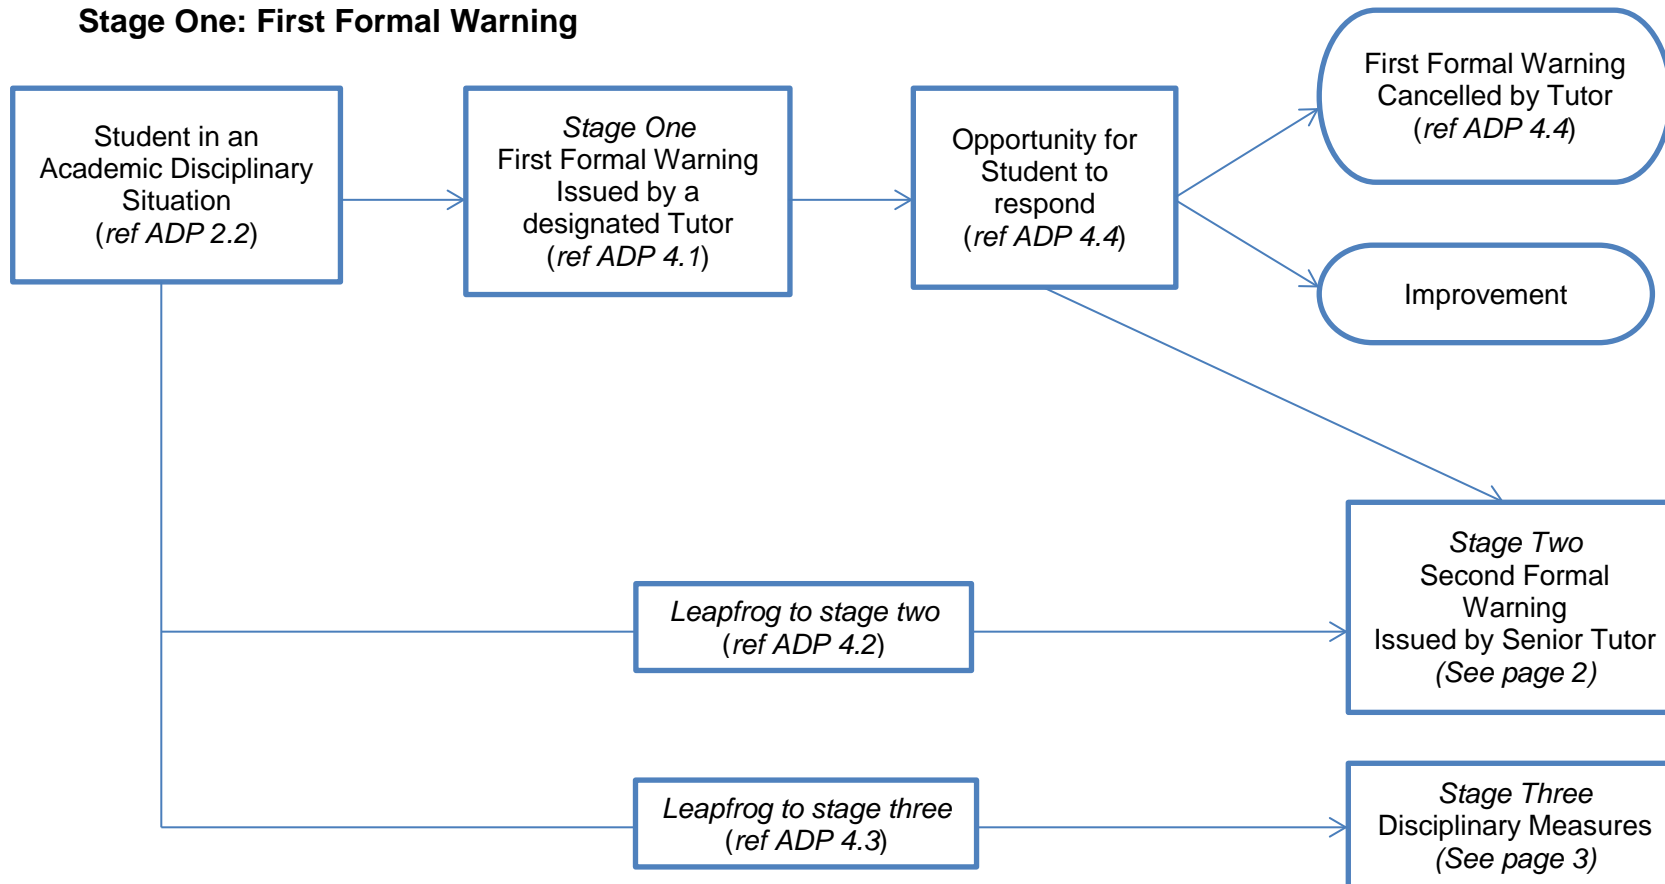 Stage One: First Formal Warning
Student in an
Academic Disciplinary
Situation
(ref ADP 2.2)
Stage One
First Formal Warning
Issued by a
designated Tutor
(ref ADP 4.1)
Opportunity for
Student to
respond
(ref ADP 4.4)
First Formal Warning
Cancelled by Tutor
(ref ADP 4.4)
Improvement
Leapfrog to stage two
(ref ADP 4.2)
Stage Two
Second Formal
Warning
Issued by Senior Tutor
(See page 2)
Leapfrog to stage three
(ref ADP 4.3)
Stage Three
Disciplinary Measures
(See page 3)